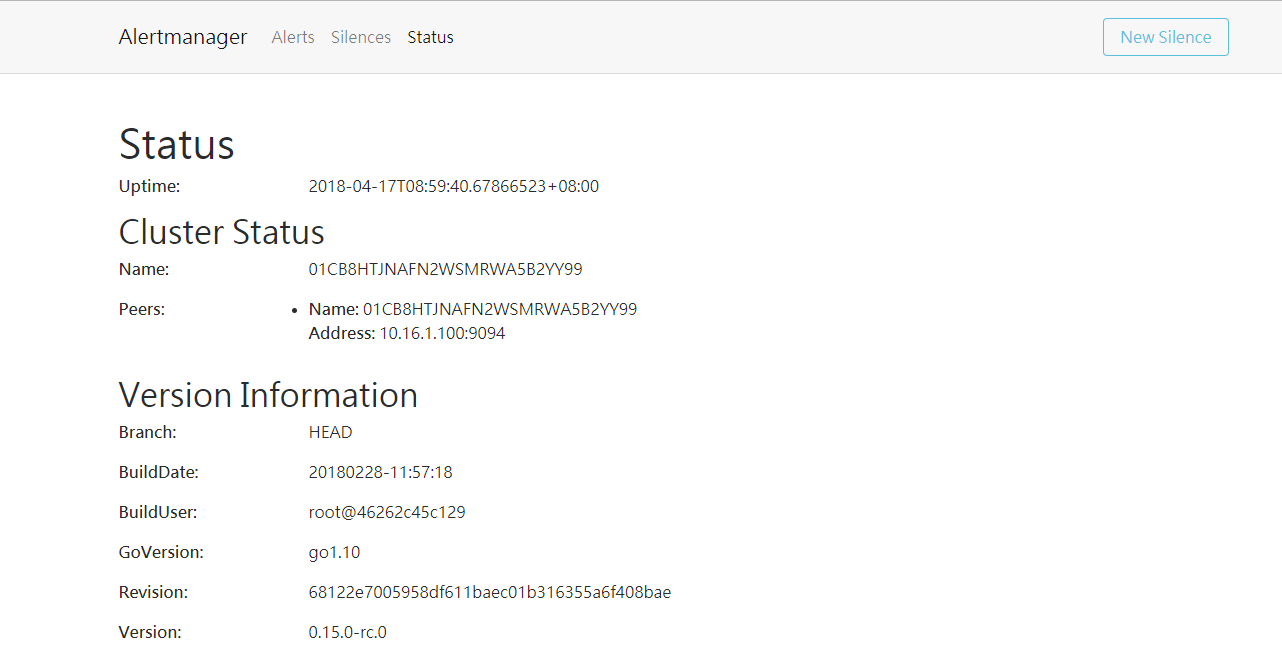 Alertmanager Alerts Silences Status New Silence
Status
Uptime: 2018-04-17T08:59:40.67866523+08:00
Cluster Status
Name: 01CB8HTJNAFN2WSMRWA5B2YY99
Peers: • Name: 01CB8HTJNAFN2WSMRWA5B2YY99
Address: 10.16.1.100:9094
Version Information
Branch: HEAD
BuildDate: 20180228-11:57:18
BuildUser: root@46262c45c129
GoVersion: go1.10
Revision: 68122e7005958df611baec01b316355a6f408bae
Version: 0.15.0-rc.0